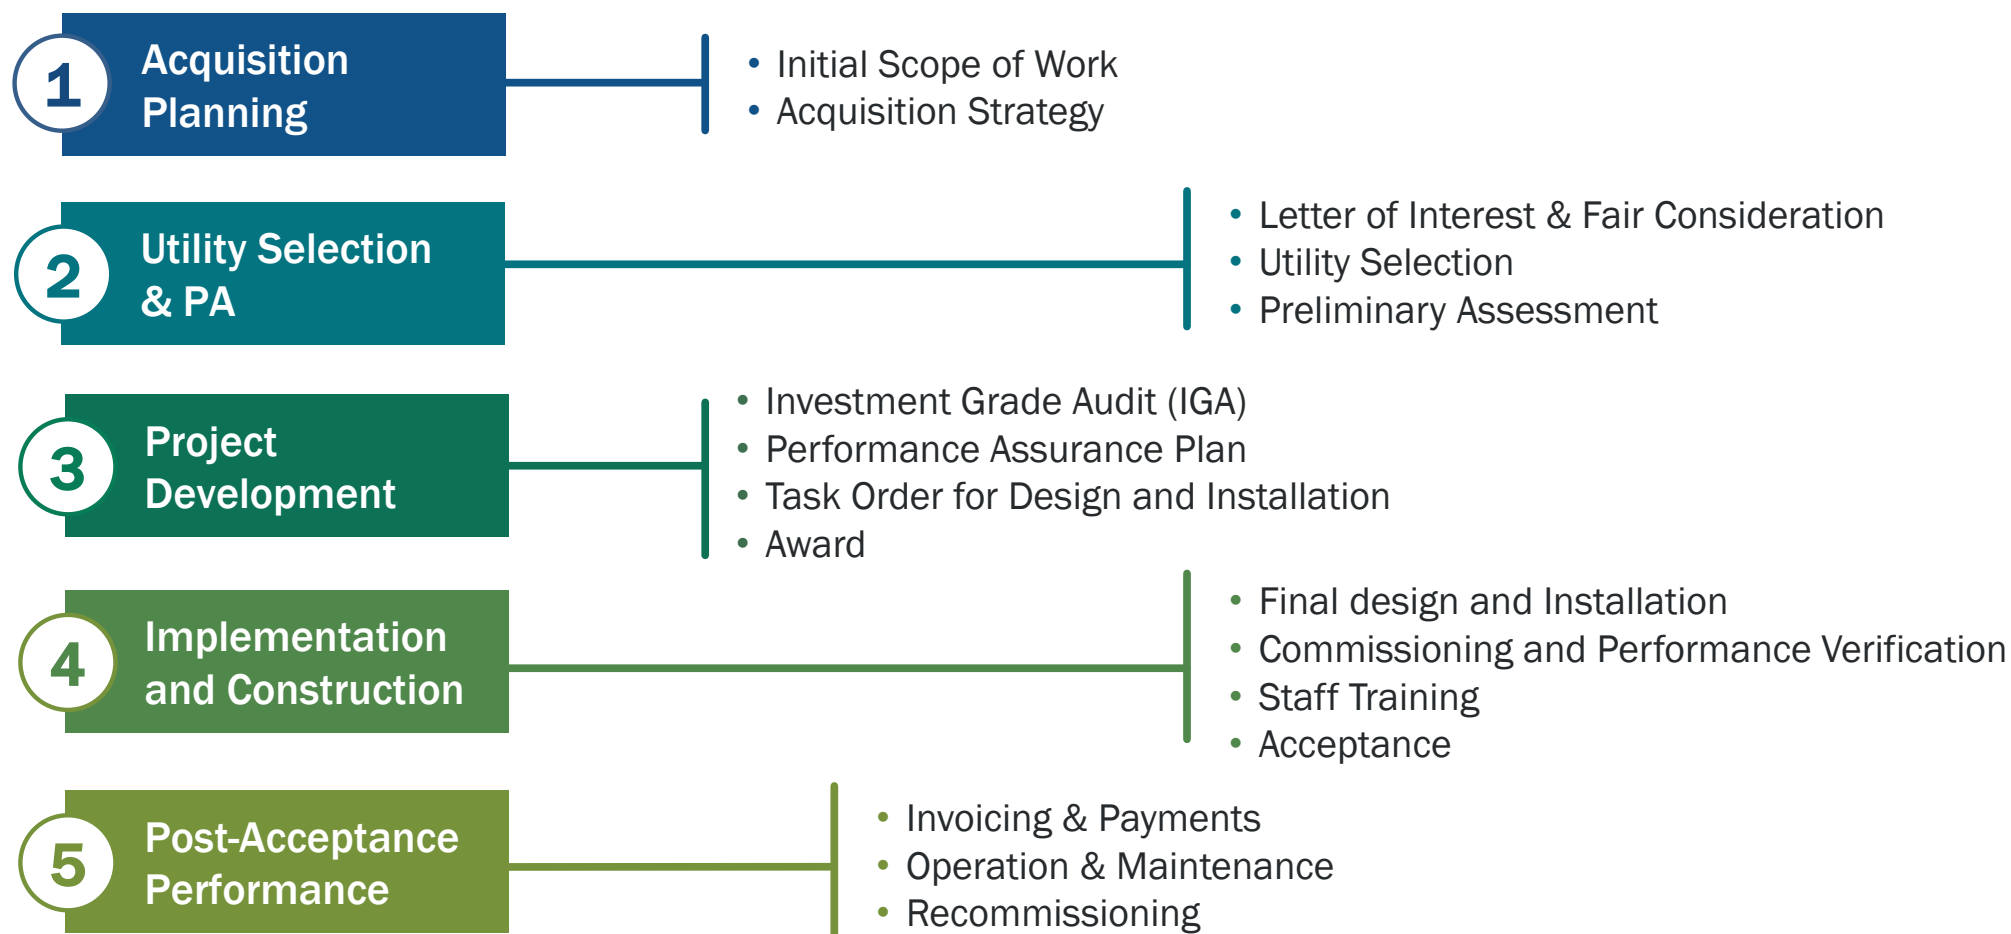 1
Acquisition
Planning
• Initial Scope of Work
• Acquisition Strategy
2
Utility Selection
& PA
• Letter of Interest & Fair Consideration
• Utility Selection
• Preliminary Assessment
3
Project
Development
• Investment Grade Audit (IGA)
• Performance Assurance Plan
• Task Order for Design and Installation
• Award
4
Implementation
and Construction
• Final design and Installation
• Commissioning and Performance Verification
• Staff Training
• Acceptance
5
Post-Acceptance
Performance
• Invoicing & Payments
• Operation & Maintenance
• Recommissioning